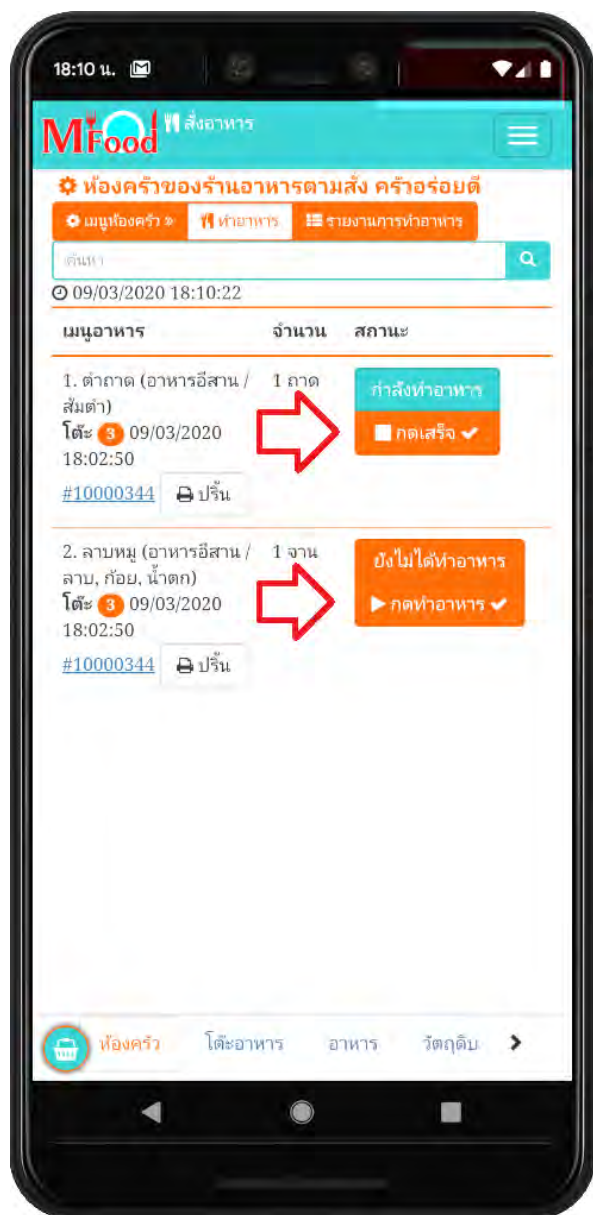 18:10 น.
MFood สั่งอาหาร
ห้องครัวของร้านอาหารตามสั่ง ครัวอร่อยดี
เมนูห้องครัว » ทำอาหาร รายงานการทำอาหาร
ค้นหา
09/03/2020 18:10:22
เมนูอาหาร จำนวน สถานะ
1. ตำถาด (อาหารอีสาน / 1 ถาด กำลังทำอาหาร
ส้มตำ)
โต๊ะ 3 09/03/2020 กดเสร็จ
18:02:50
#10000344 ปริ้น
2. ลาบหมู (อาหารอีสาน / 1 จาน ยังไม่ได้ทำอาหาร
ลาบ, ก้อย, น้ำตก)
โต๊ะ 3 09/03/2020 กดทำอาหาร
18:02:50
#10000344 ปริ้น
ห้องครัว โต๊ะอาหาร อาหาร วัตถุดิบ